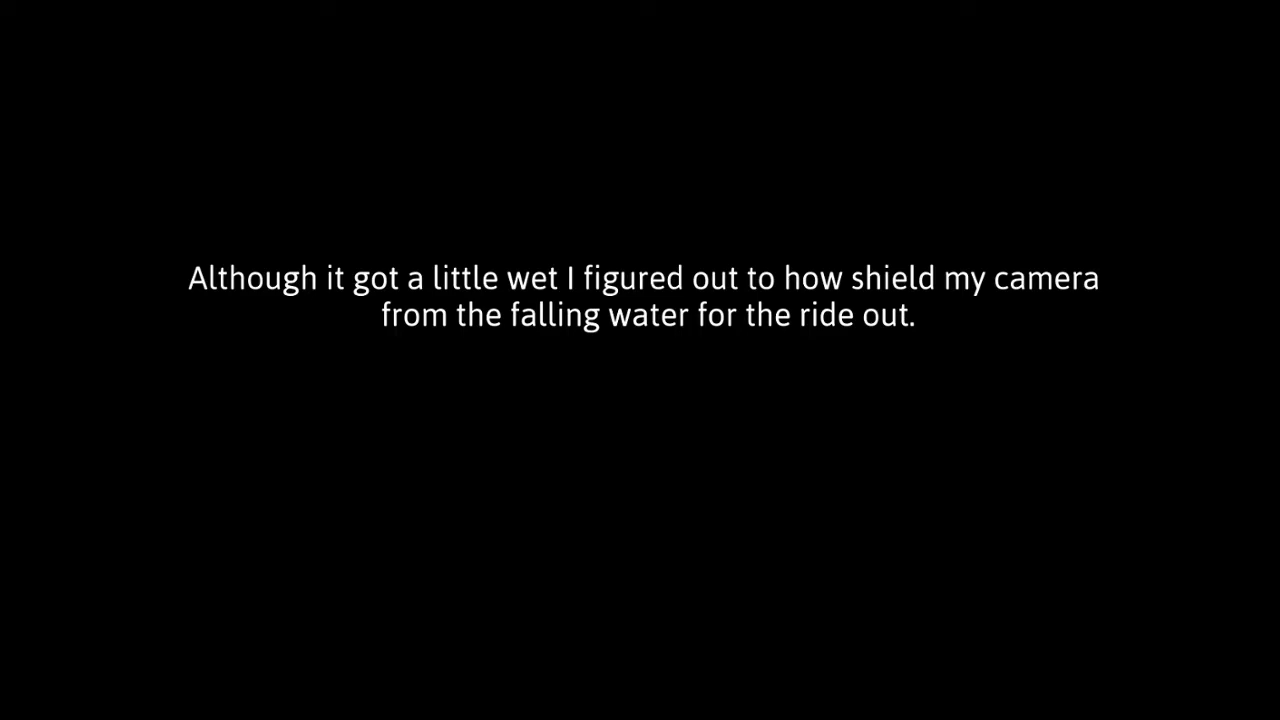 Although it got a little wet I figured out to how shield my camera
from the falling water for the ride out.